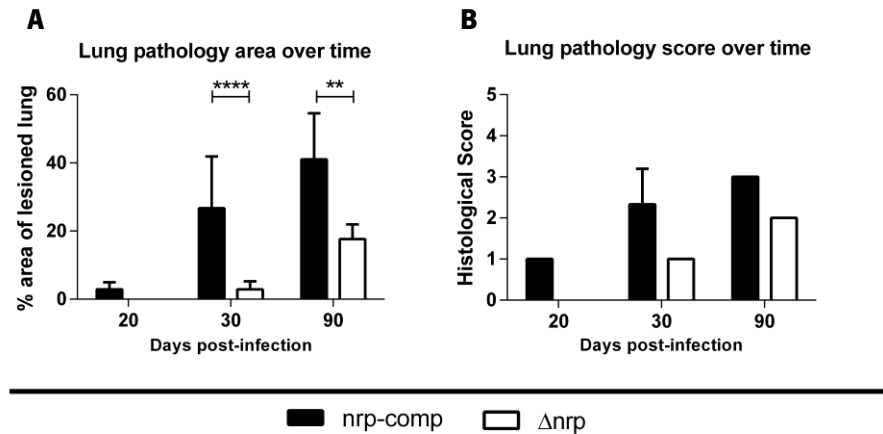 A
Lung pathology area over time
% area of lesioned lung
60
40
20
0
****
**
20 30 90
Days post-infection
B
Lung pathology score over time
Histological Score
5
4
3
2
1
0
20 30 90
Days post-infection
nrp-comp Δnrp